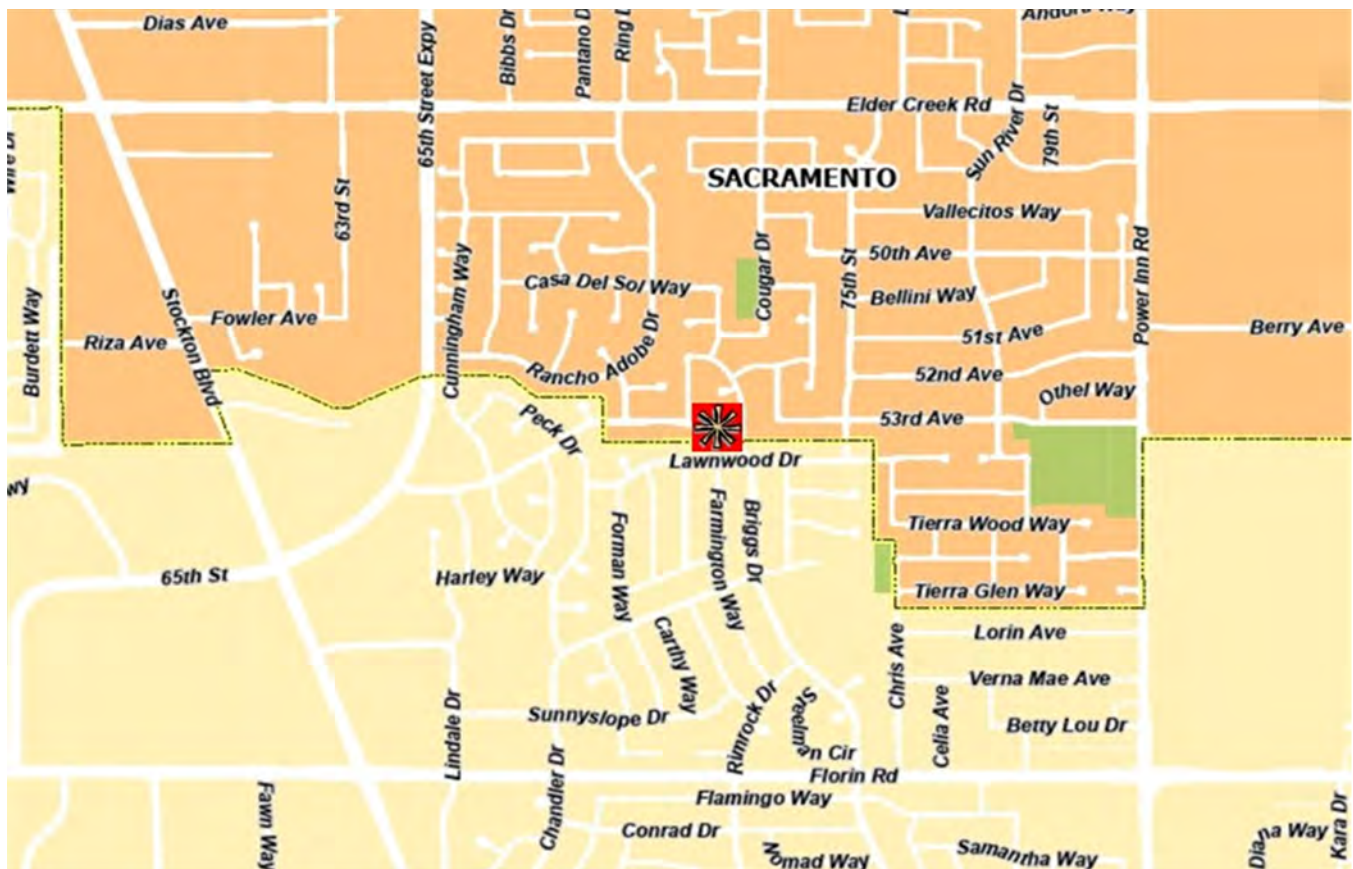 Dias Ave
65th Street Expy
Bibbs Dr
Pantano D
Ring D
Elder Creek Rd
Sun River Dr
79th St
63rd St
SACRAMENTO
Vallecitos Way
50th Ave
Cunningham Way
Casa Del Sol Way
Cougar Dr
75th St
Bellini Way
Power Inn Rd
Burdett Way
Riza Ave
Stockton Blvd
Fowler Ave
Rancho Adobe Dr
51st Ave
Berry Ave
52nd Ave
Othel Way
53rd Ave
Peck Dr
Lawnwood Dr
Forman Way
Farmington Way
Briggs Dr
Tierra Wood Way
65th St
Harley Way
Tierra Glen Way
Carthy Way
Chris Ave
Lorin Ave
Verna Mae Ave
Lindale Dr
Sunnyslope Dr
Rimrock Dr
Steelmen Cir
Celia Ave
Betty Lou Dr
Chandler Dr
Florin Rd
Fawn Way
Flamingo Way
Conrad Dr
Nomad Way
Samantha Way
Diana Way
Kara Dr